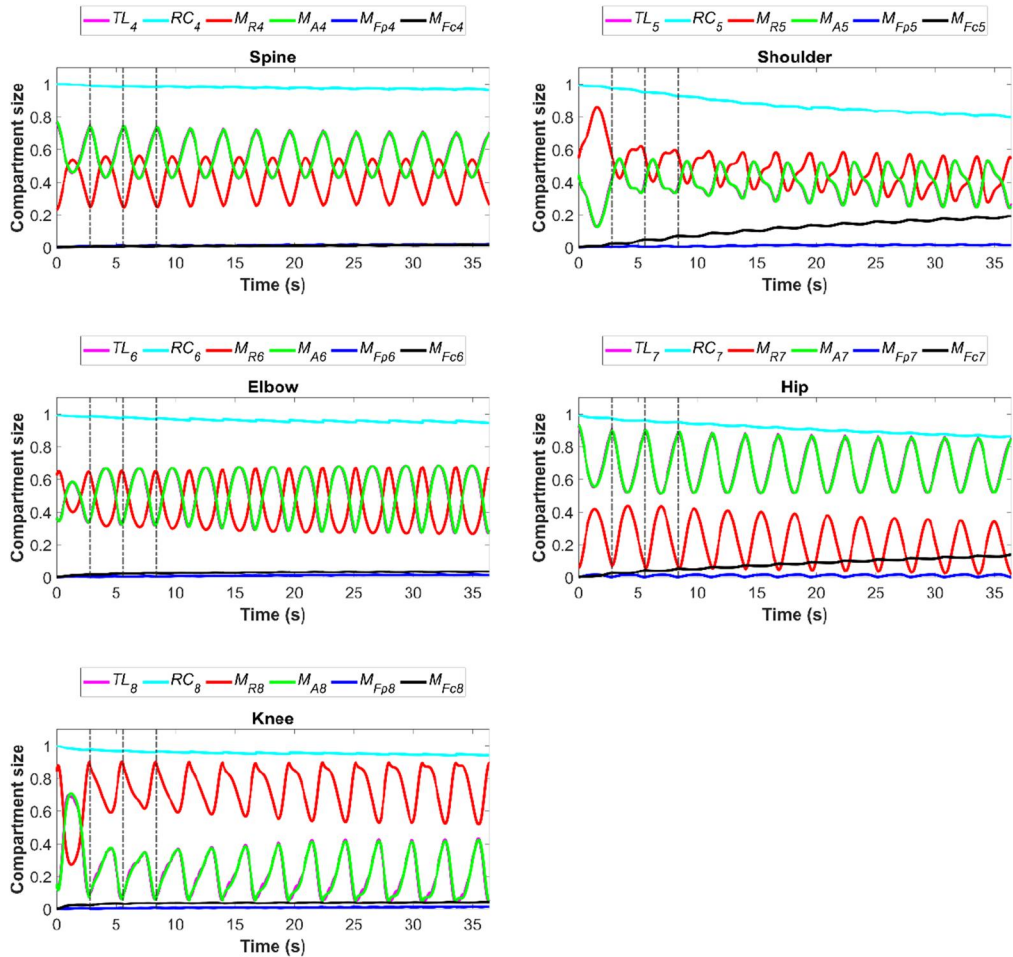 TL4 RC4 MR4 MA4 MFp4 MFc4
Spine
Compartment size
1
0.8
0.6
0.4
0.2
0
0 5 10 15 20 25 30 35
Time (s)
TL5 RC5 MR5 MA5 MFp5 MFc5
Shoulder
Compartment size
1
0.8
0.6
0.4
0.2
0
0 5 10 15 20 25 30 35
Time (s)
TL6 RC6 MR6 MA6 MFp6 MFc6
Elbow
Compartment size
1
0.8
0.6
0.4
0.2
0
0 5 10 15 20 25 30 35
Time (s)
TL7 RC7 MR7 MA7 MFp7 MFc7
Hip
Compartment size
1
0.8
0.6
0.4
0.2
0
0 5 10 15 20 25 30 35
Time (s)
TL8 RC8 MR8 MA8 MFp8 MFc8
Knee
Compartment size
1
0.8
0.6
0.4
0.2
0
0 5 10 15 20 25 30 35
Time (s)